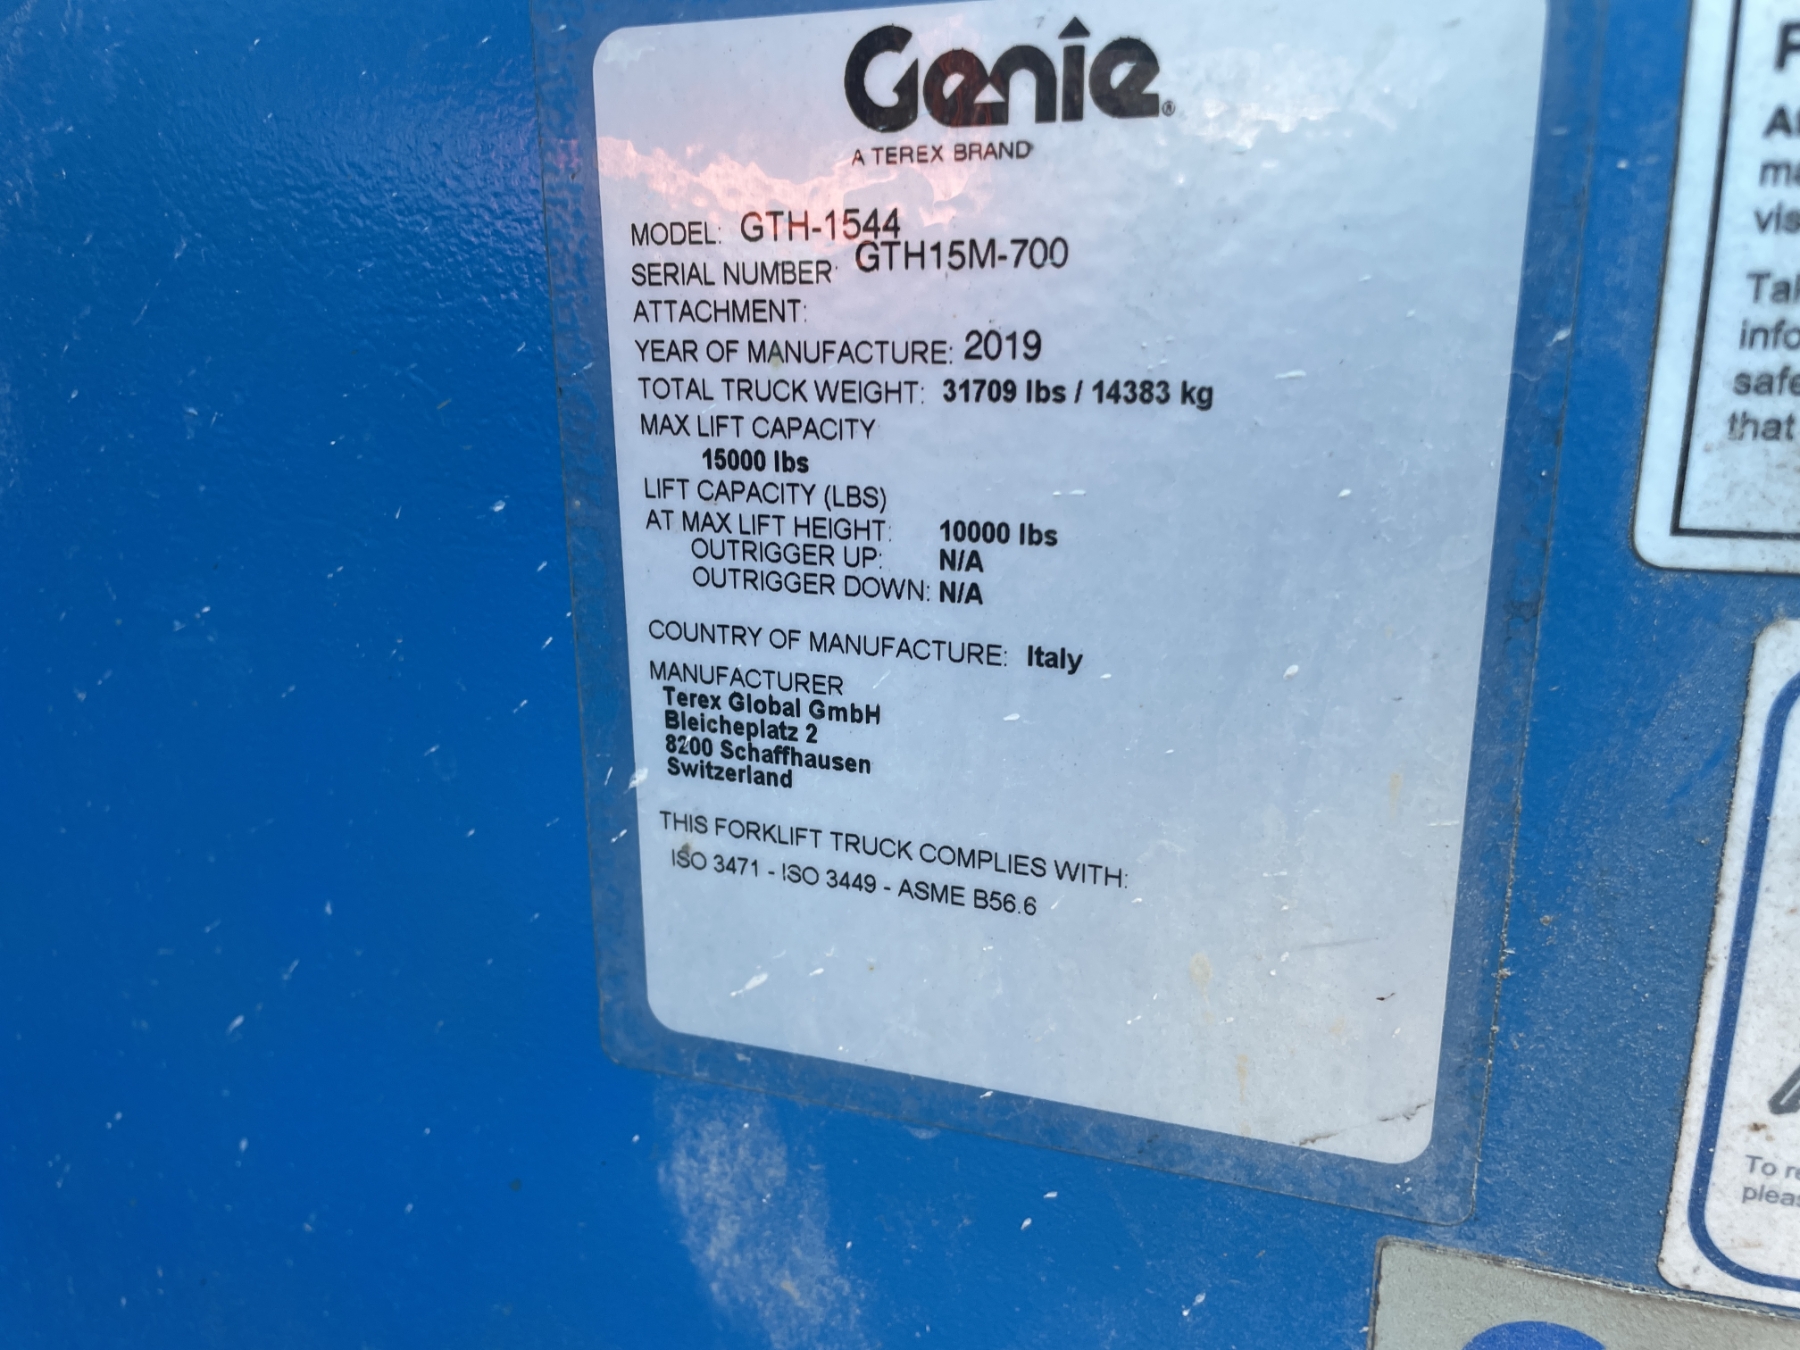 Genie®
A TEREX BRAND
MODEL: GTH-1544
SERIAL NUMBER: GTH15M-700
ATTACHMENT:
YEAR OF MANUFACTURE: 2019
TOTAL TRUCK WEIGHT: 31709 lbs / 14383 kg
MAX LIFT CAPACITY
15000 lbs
LIFT CAPACITY (LBS)
AT MAX LIFT HEIGHT: 10000 lbs
OUTRIGGER UP: N/A
OUTRIGGER DOWN: N/A
COUNTRY OF MANUFACTURE: Italy
MANUFACTURER
Terex Global GmbH
Bleicheplatz 2
8200 Schaffhausen
Switzerland
THIS FORKLIFT TRUCK COMPLIES WITH:
ISO 3471 - ISO 3449 - ASME B56.6
that
To